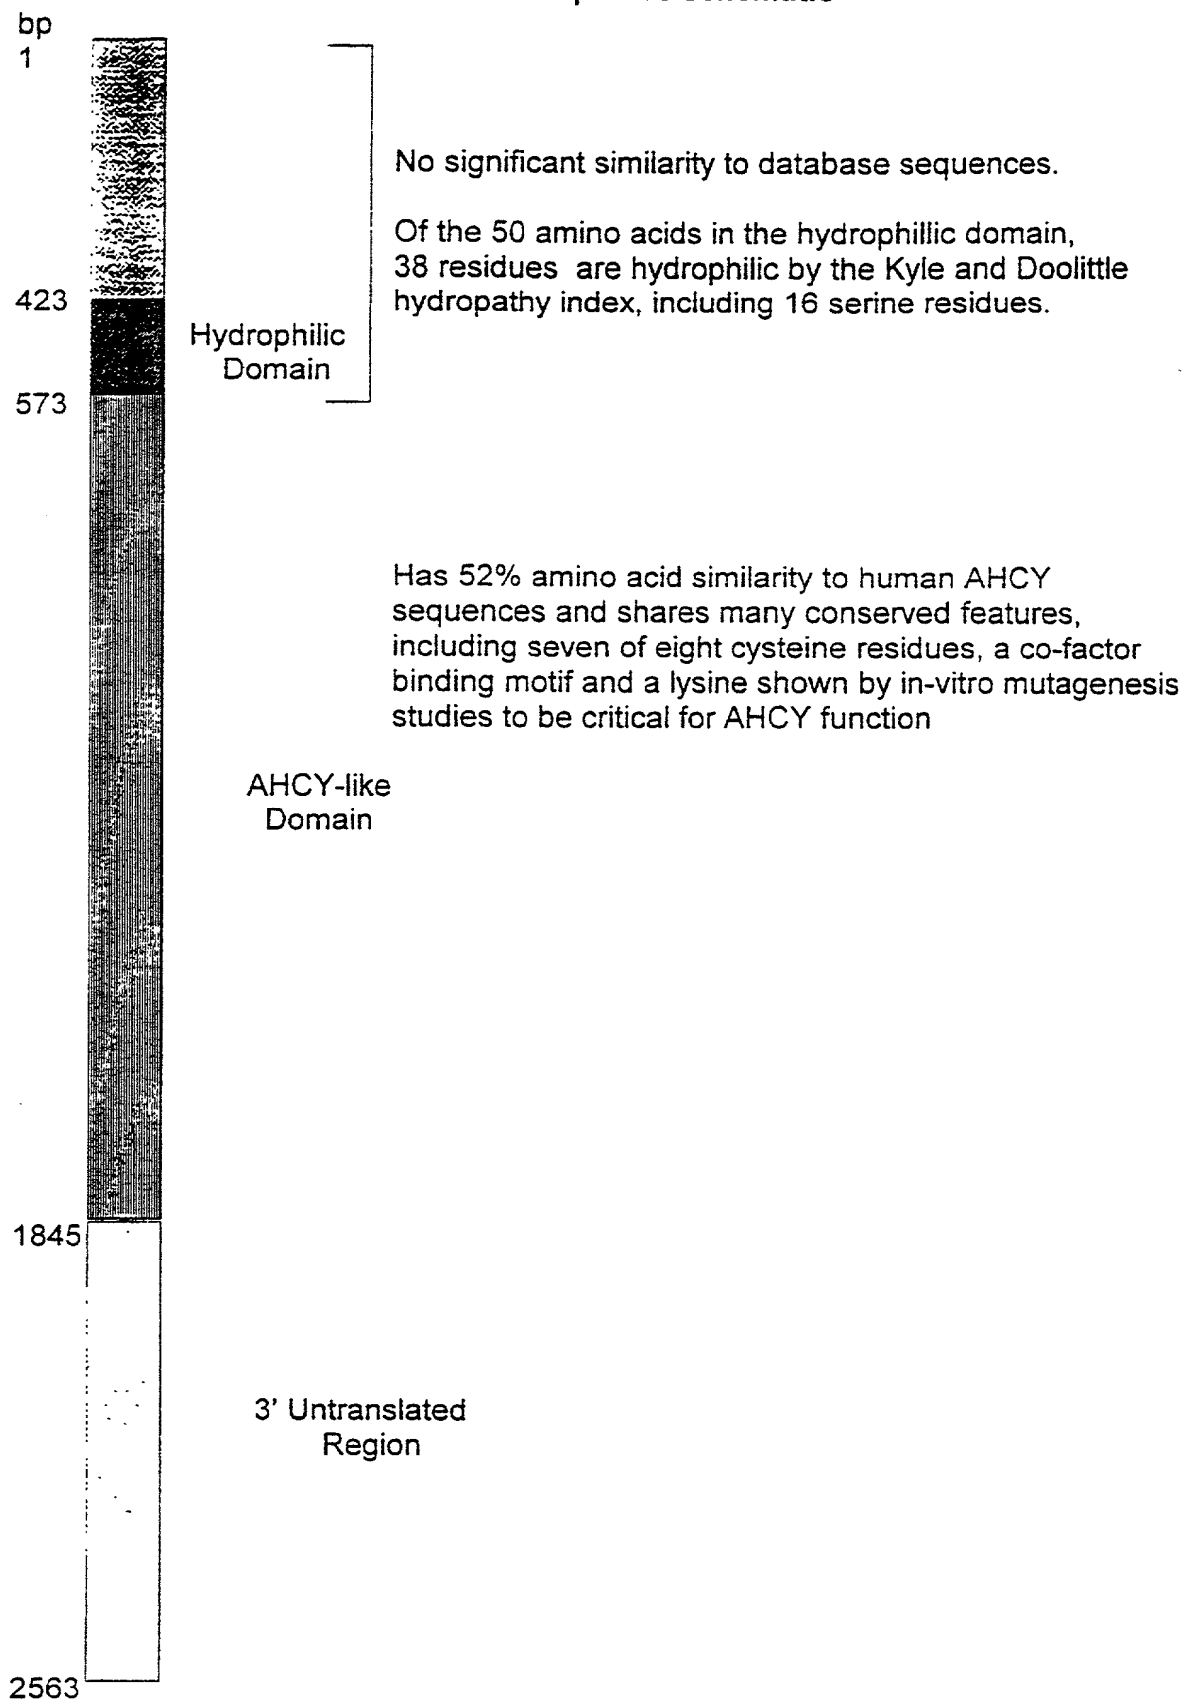 bp
1
No significant similarity to database sequences.
Of the 50 amino acids in the hydrophillic domain,
38 residues are hydrophilic by the Kyle and Doolittle
hydropathy index, including 16 serine residues.
423
Hydrophilic
Domain
573
Has 52% amino acid similarity to human AHCY
sequences and shares many conserved features,
including seven of eight cysteine residues, a co-factor
binding motif and a lysine shown by in-vitro mutagenesis
studies to be critical for AHCY function
AHCY-like
Domain
1845
3' Untranslated
Region
2563